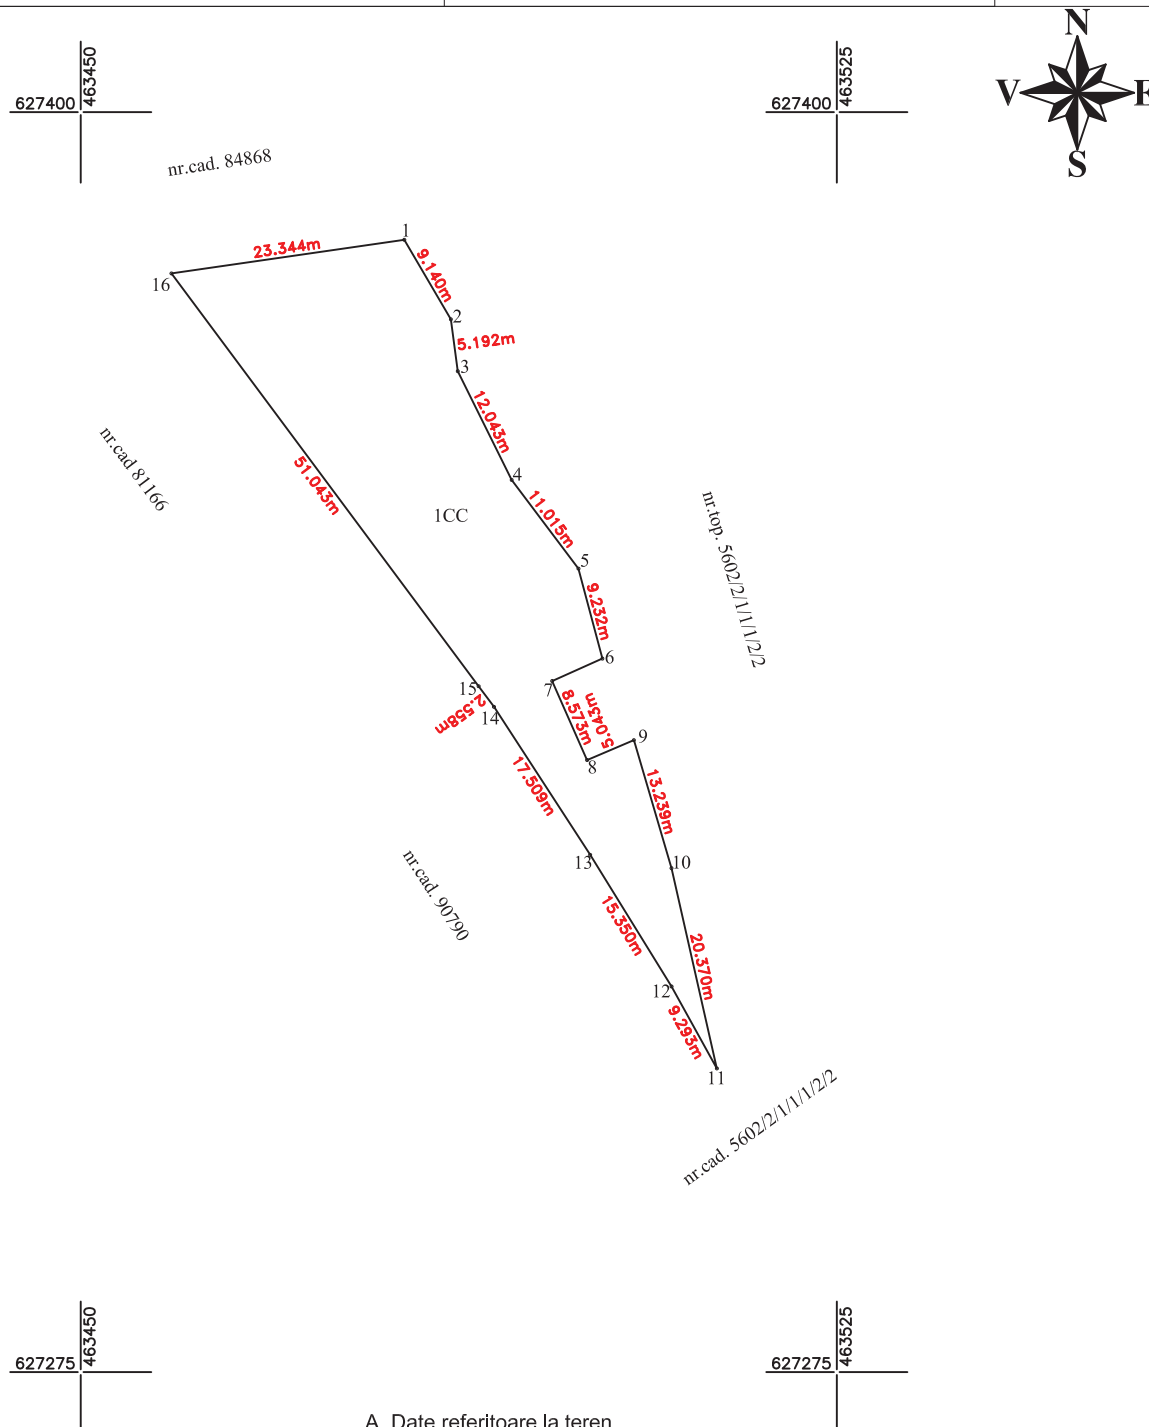 N
V
E
S
463450
627400
463525
627400
nr.cad. 84868
1
23.344m
16
9.140m
2
5.192m
3
12.043m
nr.cad 81166
51.043m
4
1CC
11.015m
nr.top. 5602/2/1/1/1/2/2
5
9.232m
6
7
15
2.558m
14
8.573m
5.043m
9
8
17.509m
13.239m
13
10
nr.cad. 90790
15.350m
20.370m
12
9.293m
11
nr.cad. 5602/2/1/1/1/2/2
463450
627275
463525
627275
A. Date referitoare la teren